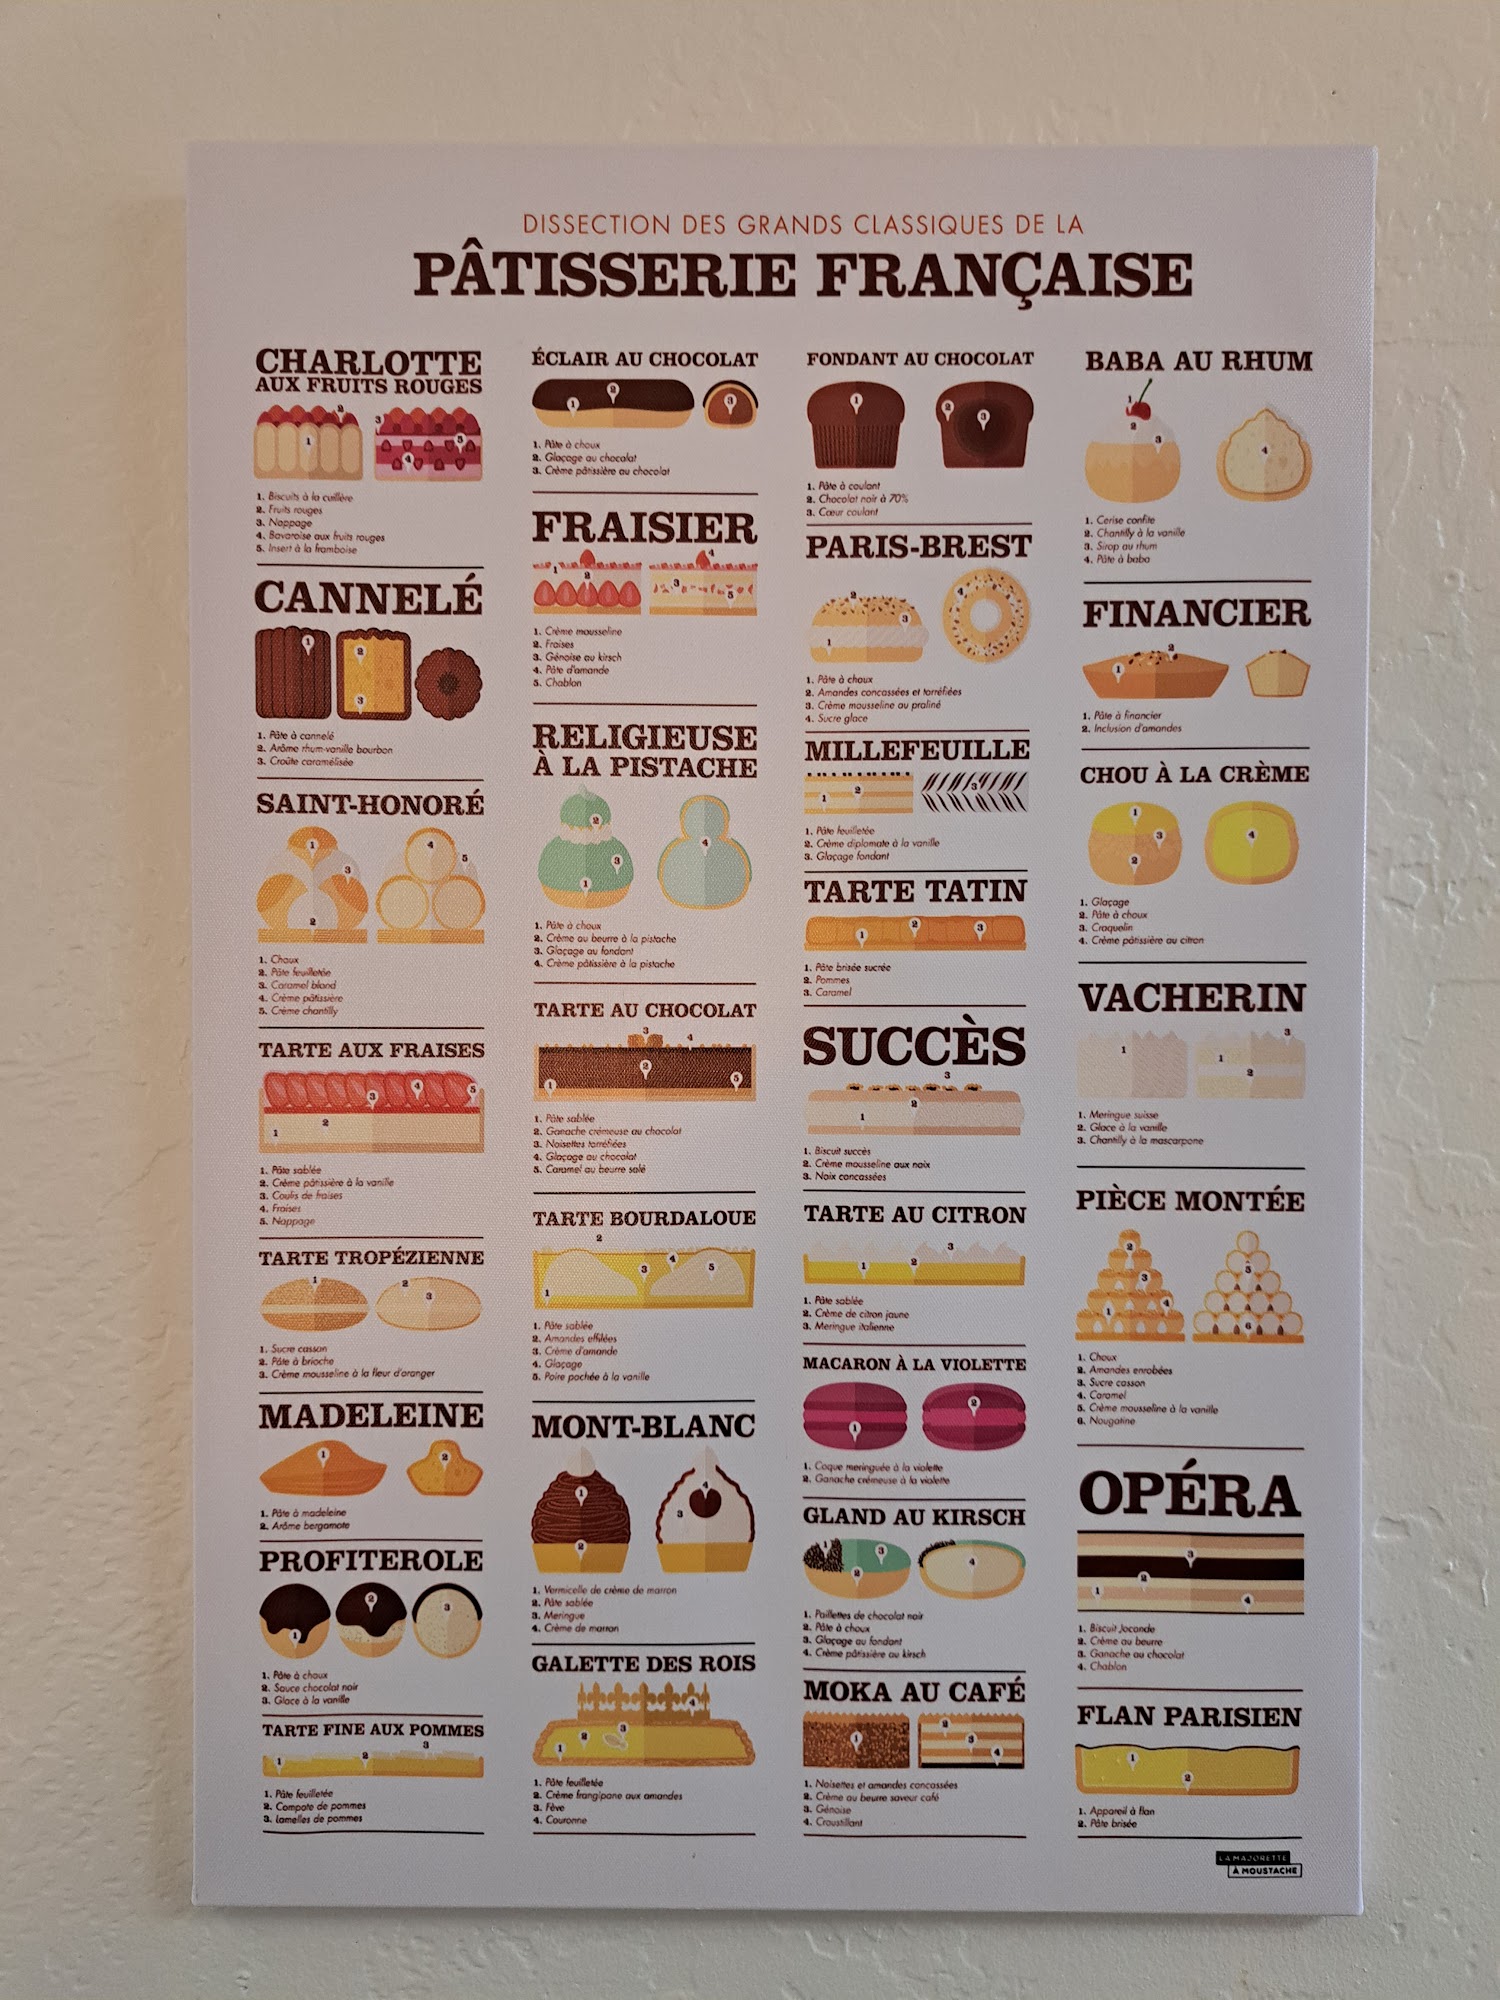 DISSECTION DES GRANDS CLASSIQUES DE LA
PÂTISSERIE FRANÇAISE
CHARLOTTE
AUX FRUITS ROUGES
1. Biscuits à la cuillère
2. Fruits rouges
3. Nappage
4. Bavaroise aux fruits rouges
5. Insert à la framboise
CANNELÉ
1. Pâte à cannelé
2. Arôme rhum-vanille bourbon
3. Croûte caramélisée
SAINT-HONORÉ
1. Choux
2. Pâte feuilletée
3. Caramel blond
4. Crème pâtissière
5. Crème chantilly
TARTE AUX FRAISES
1. Pâte sablée
2. Crème pâtissière à la vanille
3. Coulis de fraises
4. Fraises
5. Nappage
TARTE TROPÉZIENNE
1. Sucre casson
2. Pâte à brioche
3. Crème mousseline à la fleur d'oranger
MADELEINE
1. Pâte à madeleine
2. Arôme bergamote
PROFITEROLE
1. Pâte à choux
2. Sauce chocolat noir
3. Glace à la vanille
TARTE FINE AUX POMMES
1. Pâte feuilletée
2. Compote de pommes
3. Lamelles de pommes
ÉCLAIR AU CHOCOLAT
1. Pâte à choux
2. Glaçage au chocolat
3. Crème pâtissière au chocolat
FRAISIER
1. Crème mousseline
2. Fraises
3. Génoise au kirsch
4. Pâte d'amande
5. Chablon
RELIGIEUSE
À LA PISTACHE
1. Pâte à choux
2. Crème au beurre à la pistache
3. Glaçage au fondant
4. Crème pâtissière à la pistache
TARTE AU CHOCOLAT
1. Pâte sablée
2. Ganache crémeuse au chocolat
3. Noisettes torréfiées
4. Glaçage au chocolat
5. Caramel au beurre salé
TARTE BOURDALOUE
1. Pâte sablée
2. Amandes effilées
3. Crème d'amande
4. Glaçage
5. Poire pochée à la vanille
MONT-BLANC
1. Vermicelle de crème de marron
2. Pâte sablée
3. Meringue
4. Crème de marron
GALETTE DES ROIS
1. Pâte feuilletée
2. Crème frangipane aux amandes
3. Fève
4. Couronne
FONDANT AU CHOCOLAT
1. Pâte à coulant
2. Chocolat noir à 70%
3. Cœur coulant
PARIS-BREST
1. Pâte à choux
2. Amandes concassées et torréfiées
3. Crème mousseline au praliné
4. Sucre glace
MILLEFEUILLE
1. Pâte feuilletée
2. Crème diplomate à la vanille
3. Glaçage fondant
TARTE TATIN
1. Pâte brisée sucrée
2. Pommes
3. Caramel
SUCCÈS
1. Biscuit succès
2. Crème mousseline aux noix
3. Noix concassées
TARTE AU CITRON
1. Pâte sablée
2. Crème de citron jaune
3. Meringue italienne
MACARON À LA VIOLETTE
1. Coque meringuée à la violette
2. Ganache crémeuse à la violette
GLAND AU KIRSCH
1. Paillettes de chocolat noir
2. Pâte à choux
3. Glaçage au fondant
4. Crème pâtissière au kirsch
MOKA AU CAFÉ
1. Noisettes et amandes concassées
2. Crème au beurre saveur café
3. Génoise
4. Croustillant
BABA AU RHUM
1. Cerise confite
2. Chantilly à la vanille
3. Sirop au rhum
4. Pâte à baba
FINANCIER
1. Pâte à financier
2. Inclusion d'amandes
CHOU À LA CRÈME
1. Glaçage
2. Pâte à choux
3. Craquelin
4. Crème pâtissière au citron
VACHERIN
1. Meringue suisse
2. Glace à la vanille
3. Chantilly à la mascarpone
PIÈCE MONTÉE
1. Choux
2. Amandes enrobées
3. Sucre casson
4. Caramel
5. Crème mousseline à la vanille
6. Nougatine
OPÉRA
1. Biscuit Joconde
2. Crème au beurre
3. Ganache au chocolat
4. Chablon
FLAN PARISIEN
1. Appareil à flan
2. Pâte brisée
LA MAJORETTE
À MOUSTACHE